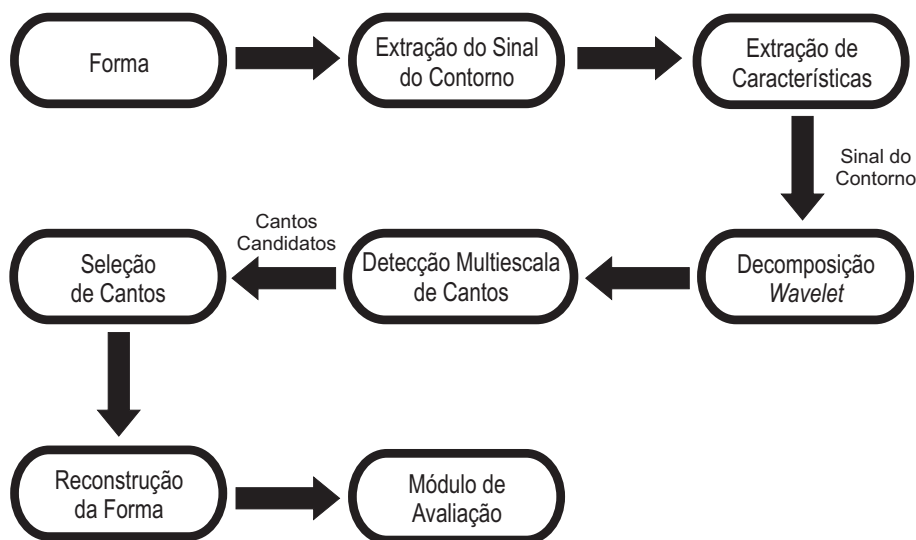 Forma
Extração do Sinal
do Contorno
Extração de
Características
Sinal do
Contorno
Decomposição
Wavelet
Detecção Multiescala
de Cantos
Cantos
Candidatos
Seleção
de Cantos
Reconstrução
da Forma
Módulo de
Avaliação